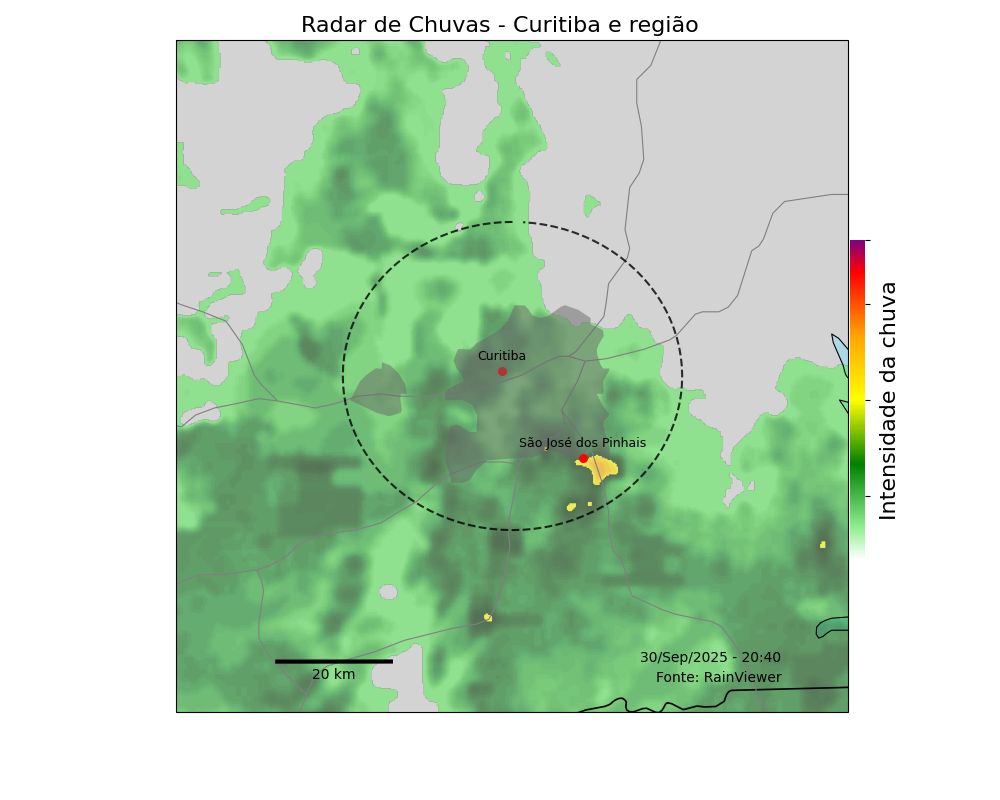 Radar de Chuvas - Curitiba e região
Curitiba
São José dos Pinhais
Intensidade da chuva
30/Sep/2025 - 20:40
Fonte: RainViewer
20 km